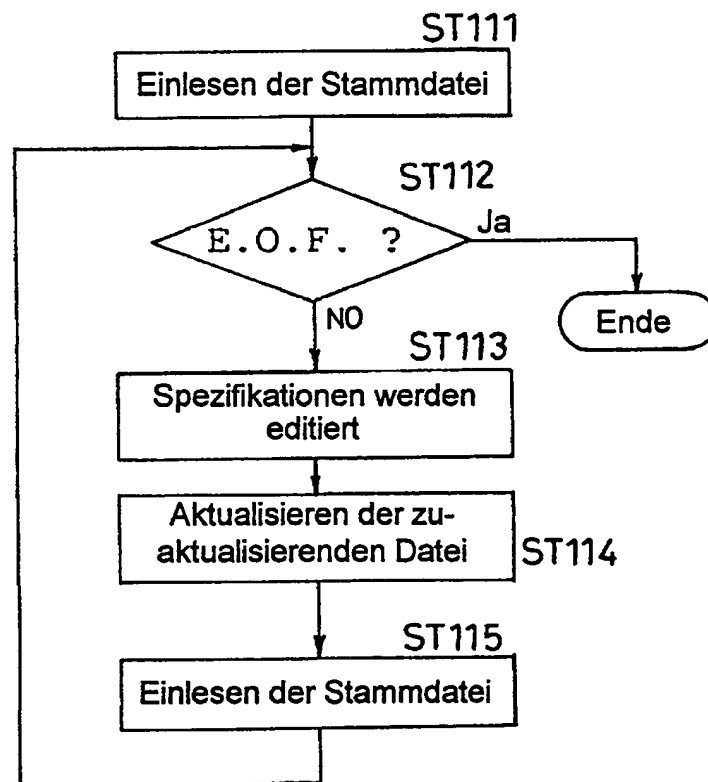 ST111
Einlesen der Stammdatei
ST112
E.O.F. ?
Ja
Ende
NO
ST113
Spezifikationen werden
editiert
Aktualisieren der zu-
aktualisierenden Datei
ST114
ST115
Einlesen der Stammdatei